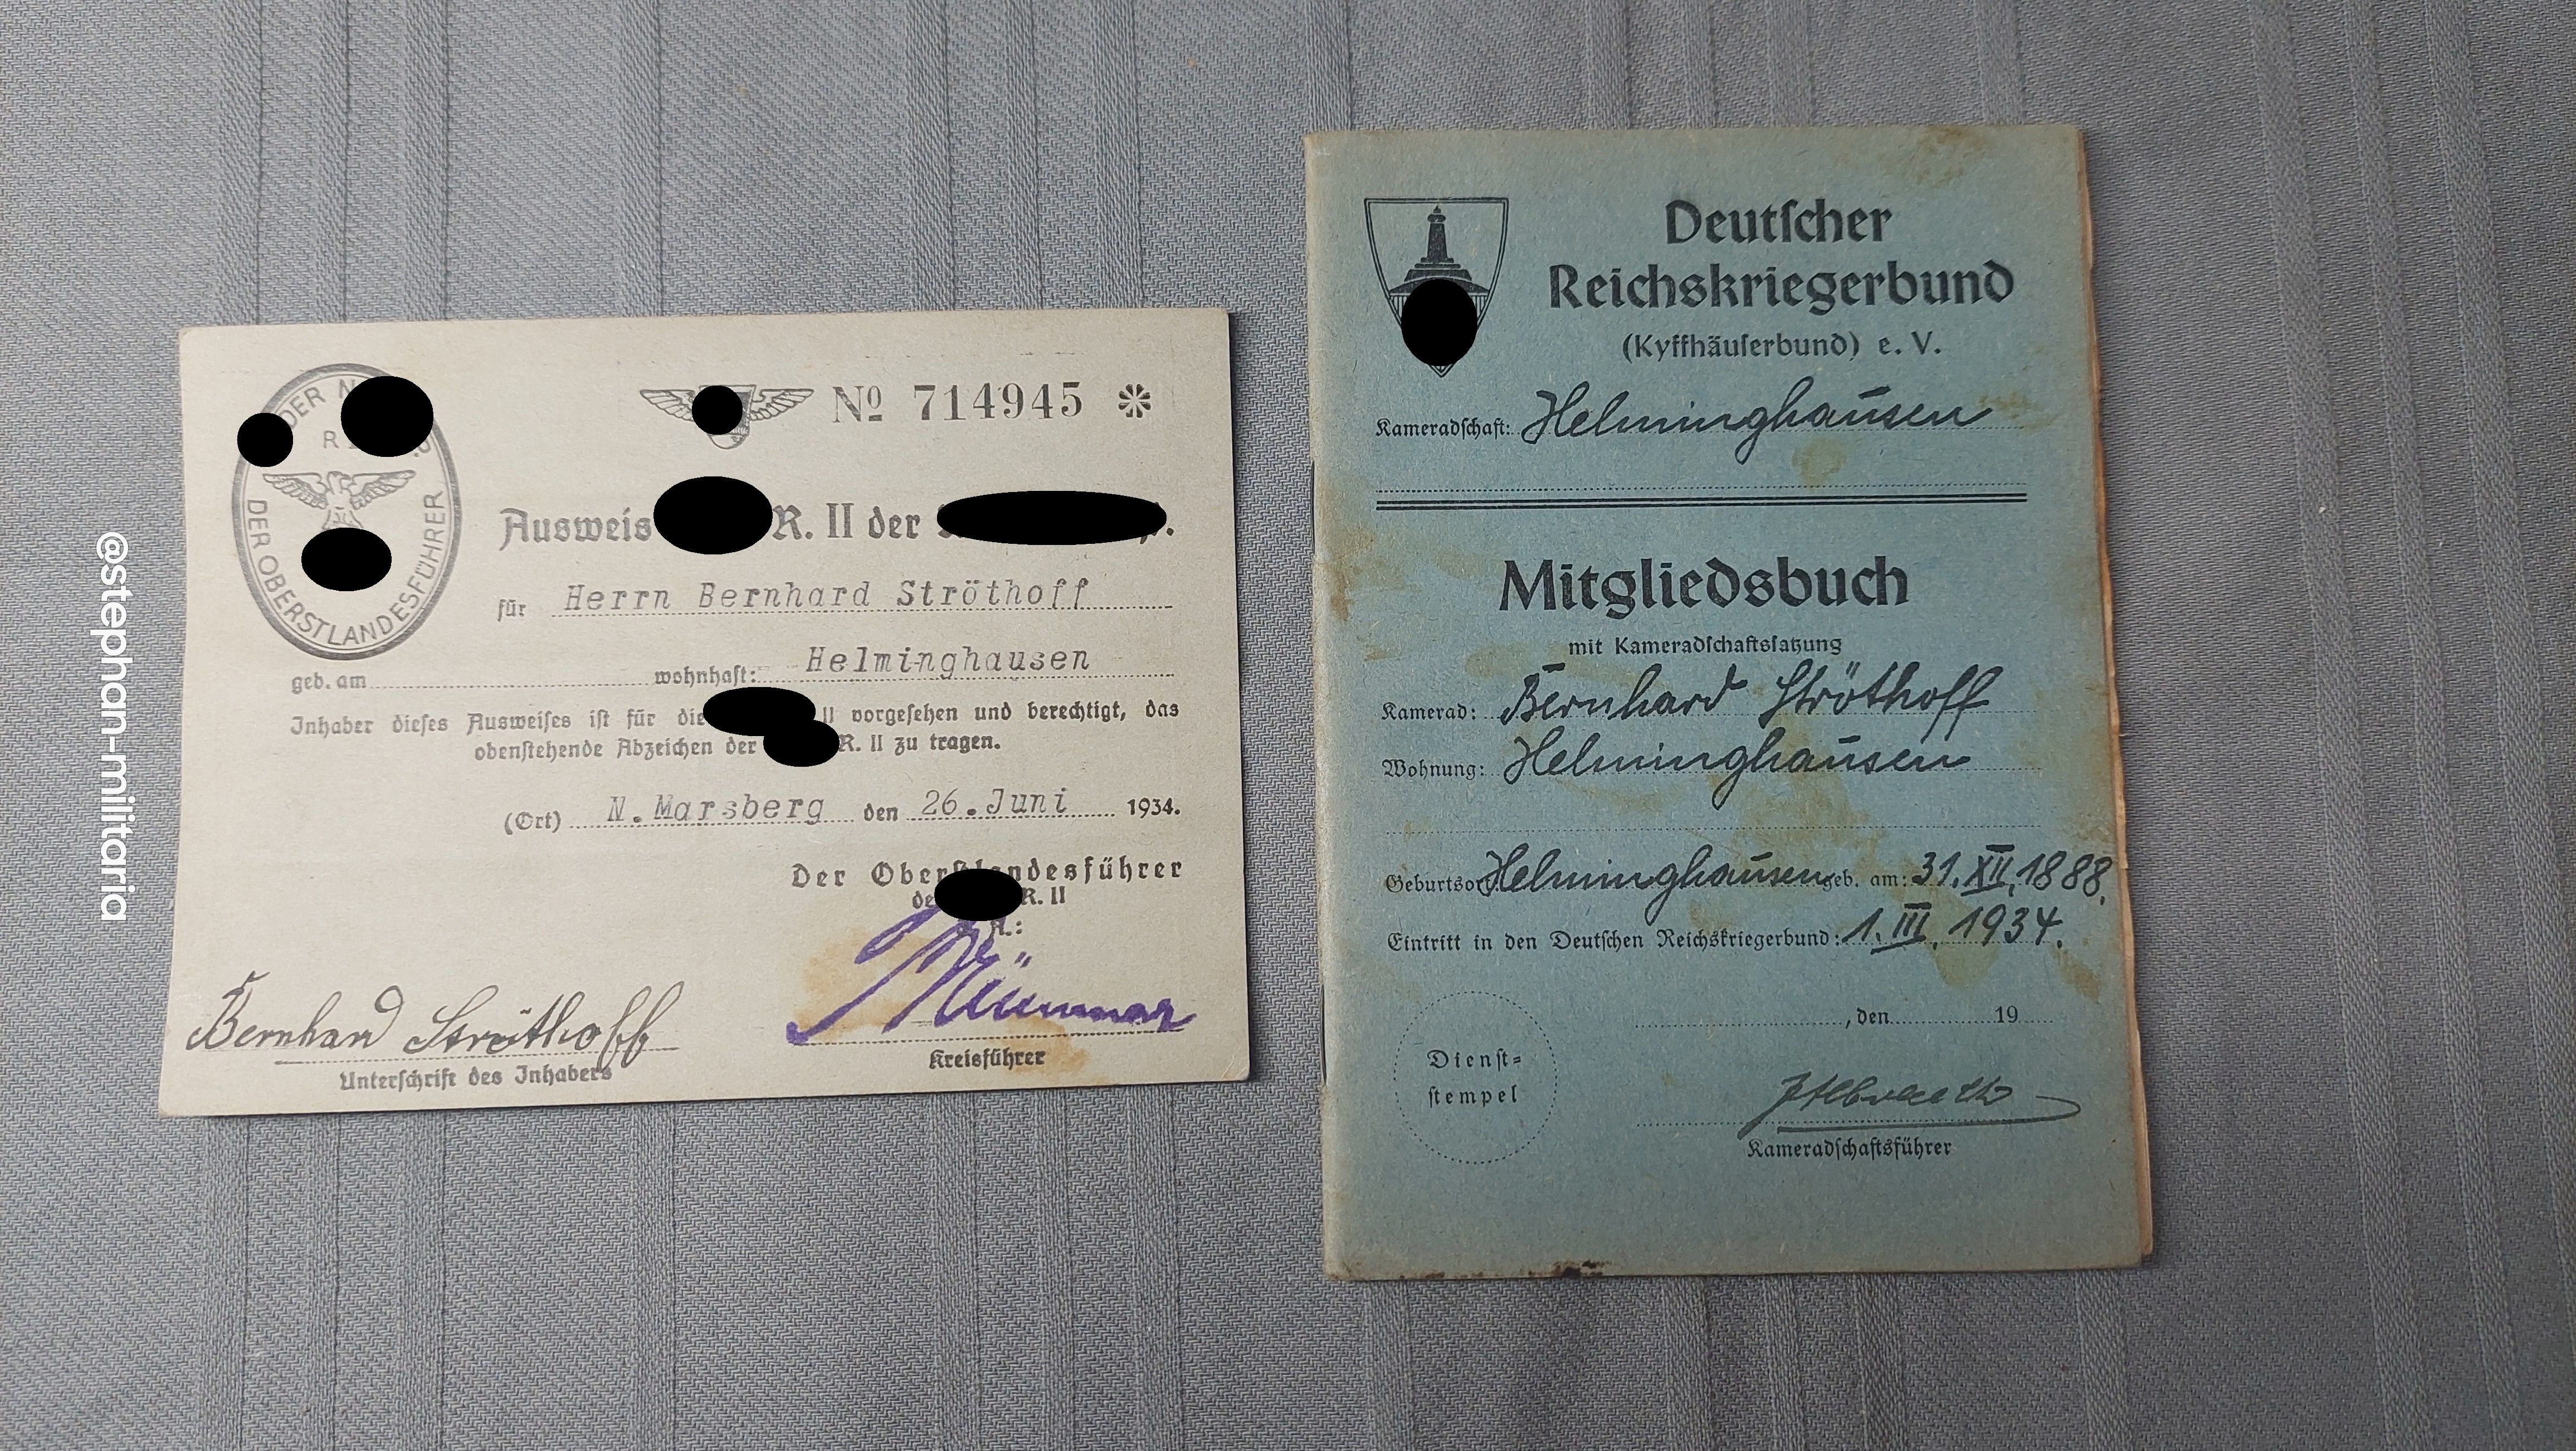 @stephan-militaria
DER N
R
DER OBERSTLANDESFÜHRER
Nº 714945 *
Ausweis R. II der
für Herrn Bernhard Ströthoff
geb. am wohnhaft: Helminghausen
Inhaber dieſes Ausweiſes iſt für die II vorgeſehen und berechtigt, das
obenſtehende Abzeichen der R. II zu tragen.
(Ort) N. Marsberg den 26. Juni 1934.
Der Oberſtlandesführer
R. II
Bernhard Ströthoff
Unterſchrift des Inhabers
Kreisführer
Deutſcher
Reichskriegerbund
(Kyffhäuſerbund) e. V.
Kameradſchaft: Helminghausen
Mitgliedsbuch
mit Kameradſchaftsſatzung
Kamerad: Bernhard Ströthoff
Wohnung: Helminghausen
Geburtsort: Helminghausen geb. am: 31. XII. 1888.
Eintritt in den Deutſchen Reichskriegerbund: 1. III. 1934.
, den 19
Dienſt-
ſtempel
Kameradſchaftsführer